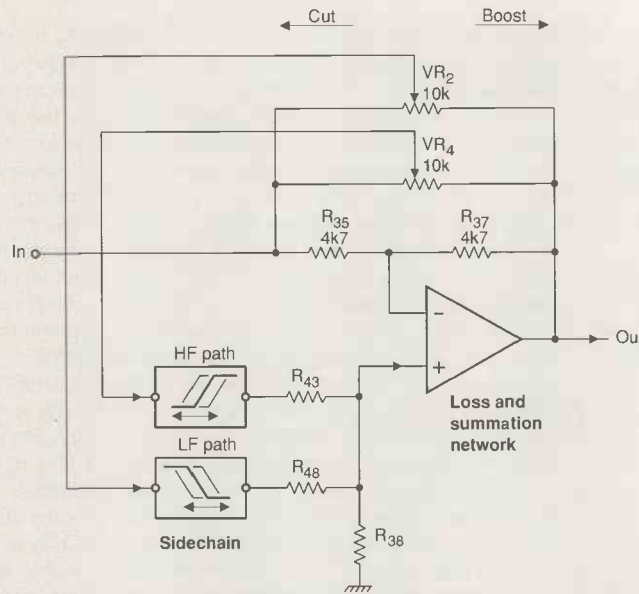 Cut
Boost
VR2
10k
VR4
10k
R35
4k7
R37
4k7
In
HF path
R43
Ou
LF path
R48
Loss and
summation
network
Sidechain
R38